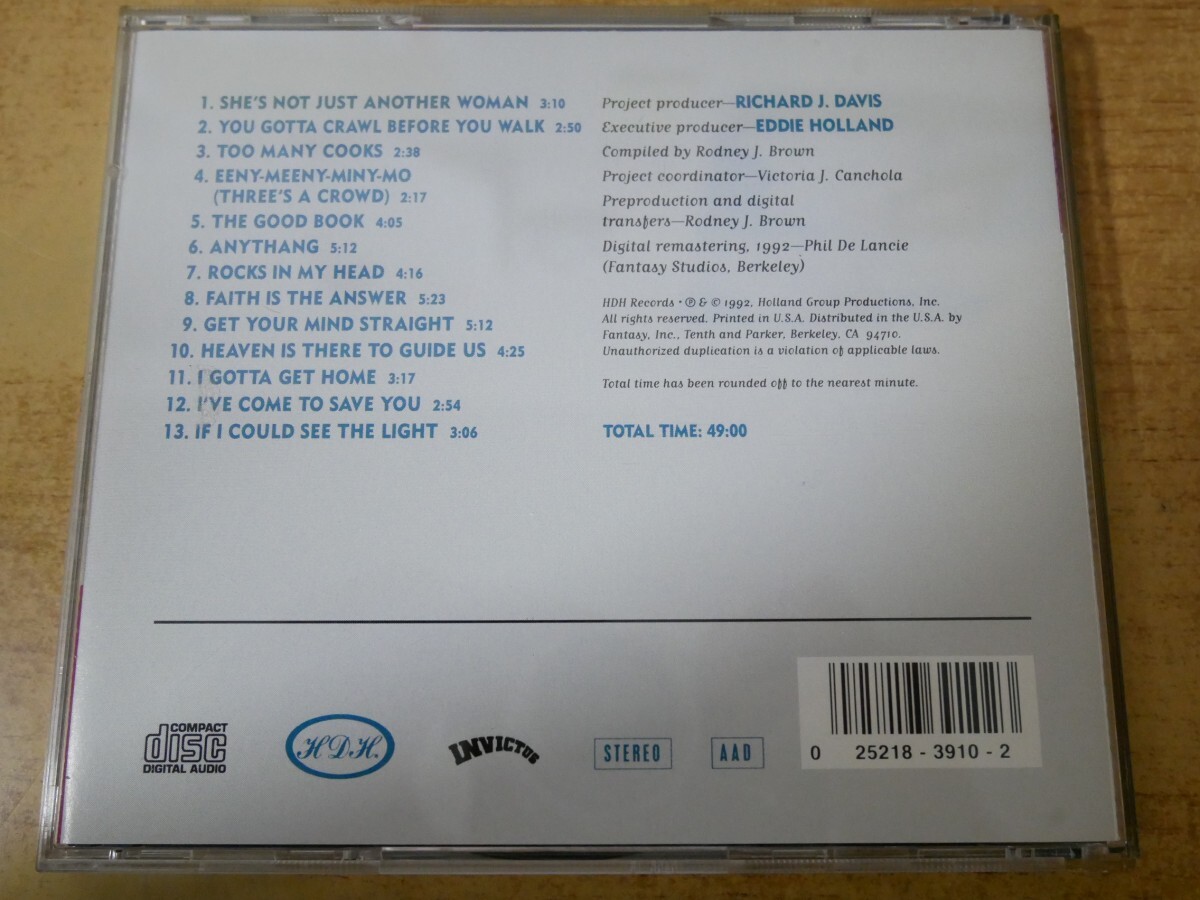 1. SHE'S NOT JUST ANOTHER WOMAN 3:10
2. YOU GOTTA CRAWL BEFORE YOU WALK 2:50
3. TOO MANY COOKS 2:38
4. EENY-MEENY-MINY-MO
(THREE'S A CROWD) 2:17
5. THE GOOD BOOK 4:05
6. ANYTHANG 5:12
7. ROCKS IN MY HEAD 4:16
8. FAITH IS THE ANSWER 5:23
9. GET YOUR MIND STRAIGHT 5:12
10. HEAVEN IS THERE TO GUIDE US 4:25
11. I GOTTA GET HOME 3:17
12. I'VE COME TO SAVE YOU 2:54
13. IF I COULD SEE THE LIGHT 3:06
Project producer—RICHARD J. DAVIS
Executive producer—EDDIE HOLLAND
Compiled by Rodney J. Brown
Project coordinator—Victoria J. Canchola
Preproduction and digital
transfers—Rodney J. Brown
Digital remastering, 1992—Phil De Lancie
(Fantasy Studios, Berkeley)
HDH Records • ℗ & © 1992, Holland Group Productions, Inc.
All rights reserved. Printed in U.S.A. Distributed in the U.S.A. by
Fantasy, Inc., Tenth and Parker, Berkeley, CA 94710.
Unauthorized duplication is a violation of applicable laws.
Total time has been rounded off to the nearest minute.
TOTAL TIME: 49:00
COMPACT
disc
DIGITAL AUDIO
H.D.H.
INVICTUS
STEREO
AAD
0 25218-3910-2